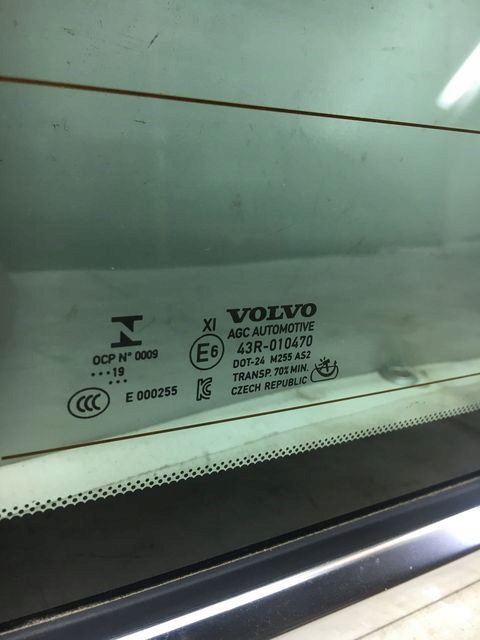 VOLVO
AGC AUTOMOTIVE
XI
E6
43R-010470
DOT-24 M255 AS2
TRANSP. 70% MIN.
CZECH REPUBLIC
OCP N° 0009
•••19
•••
CCC
E 000255